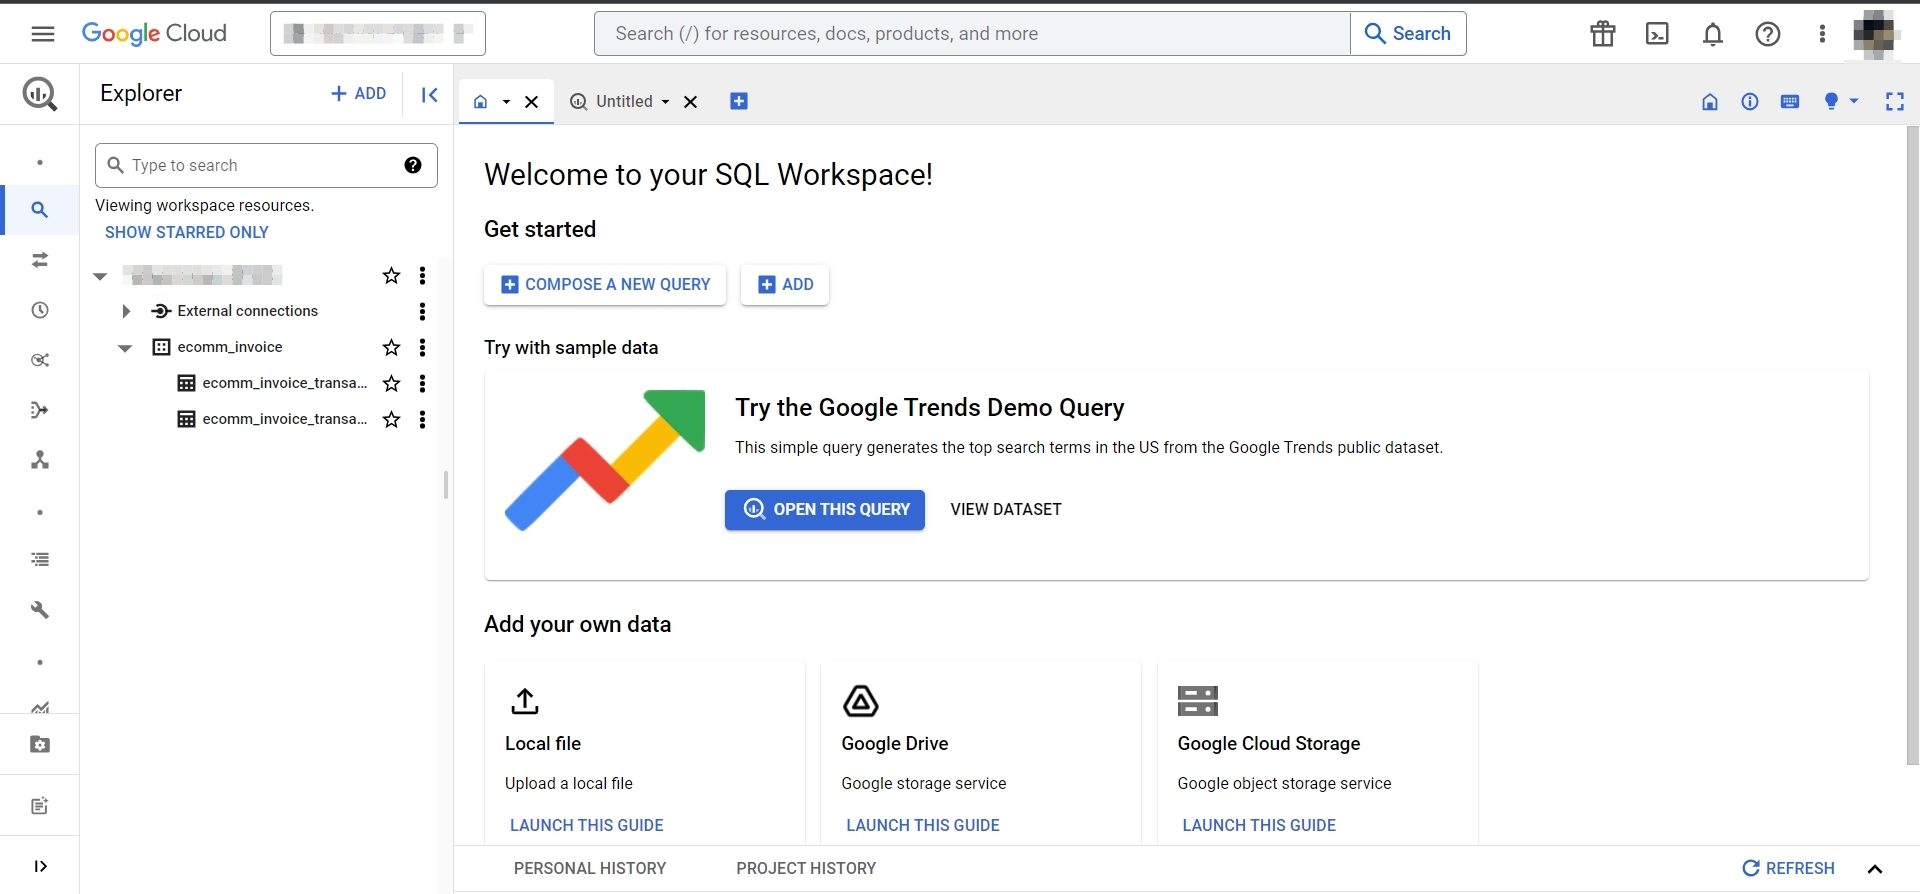 Google Cloud
Search (/) for resources, docs, products, and more
Search
Explorer
ADD
Untitled
Type to search
Viewing workspace resources.
SHOW STARRED ONLY
External connections
ecomm_invoice
ecomm_invoice_transa...
ecomm_invoice_transa...
Welcome to your SQL Workspace!
Get started
COMPOSE A NEW QUERY
ADD
Try with sample data
Try the Google Trends Demo Query
This simple query generates the top search terms in the US from the Google Trends public dataset.
OPEN THIS QUERY
VIEW DATASET
Add your own data
Local file
Upload a local file
LAUNCH THIS GUIDE
Google Drive
Google storage service
LAUNCH THIS GUIDE
Google Cloud Storage
Google object storage service
LAUNCH THIS GUIDE
PERSONAL HISTORY
PROJECT HISTORY
REFRESH